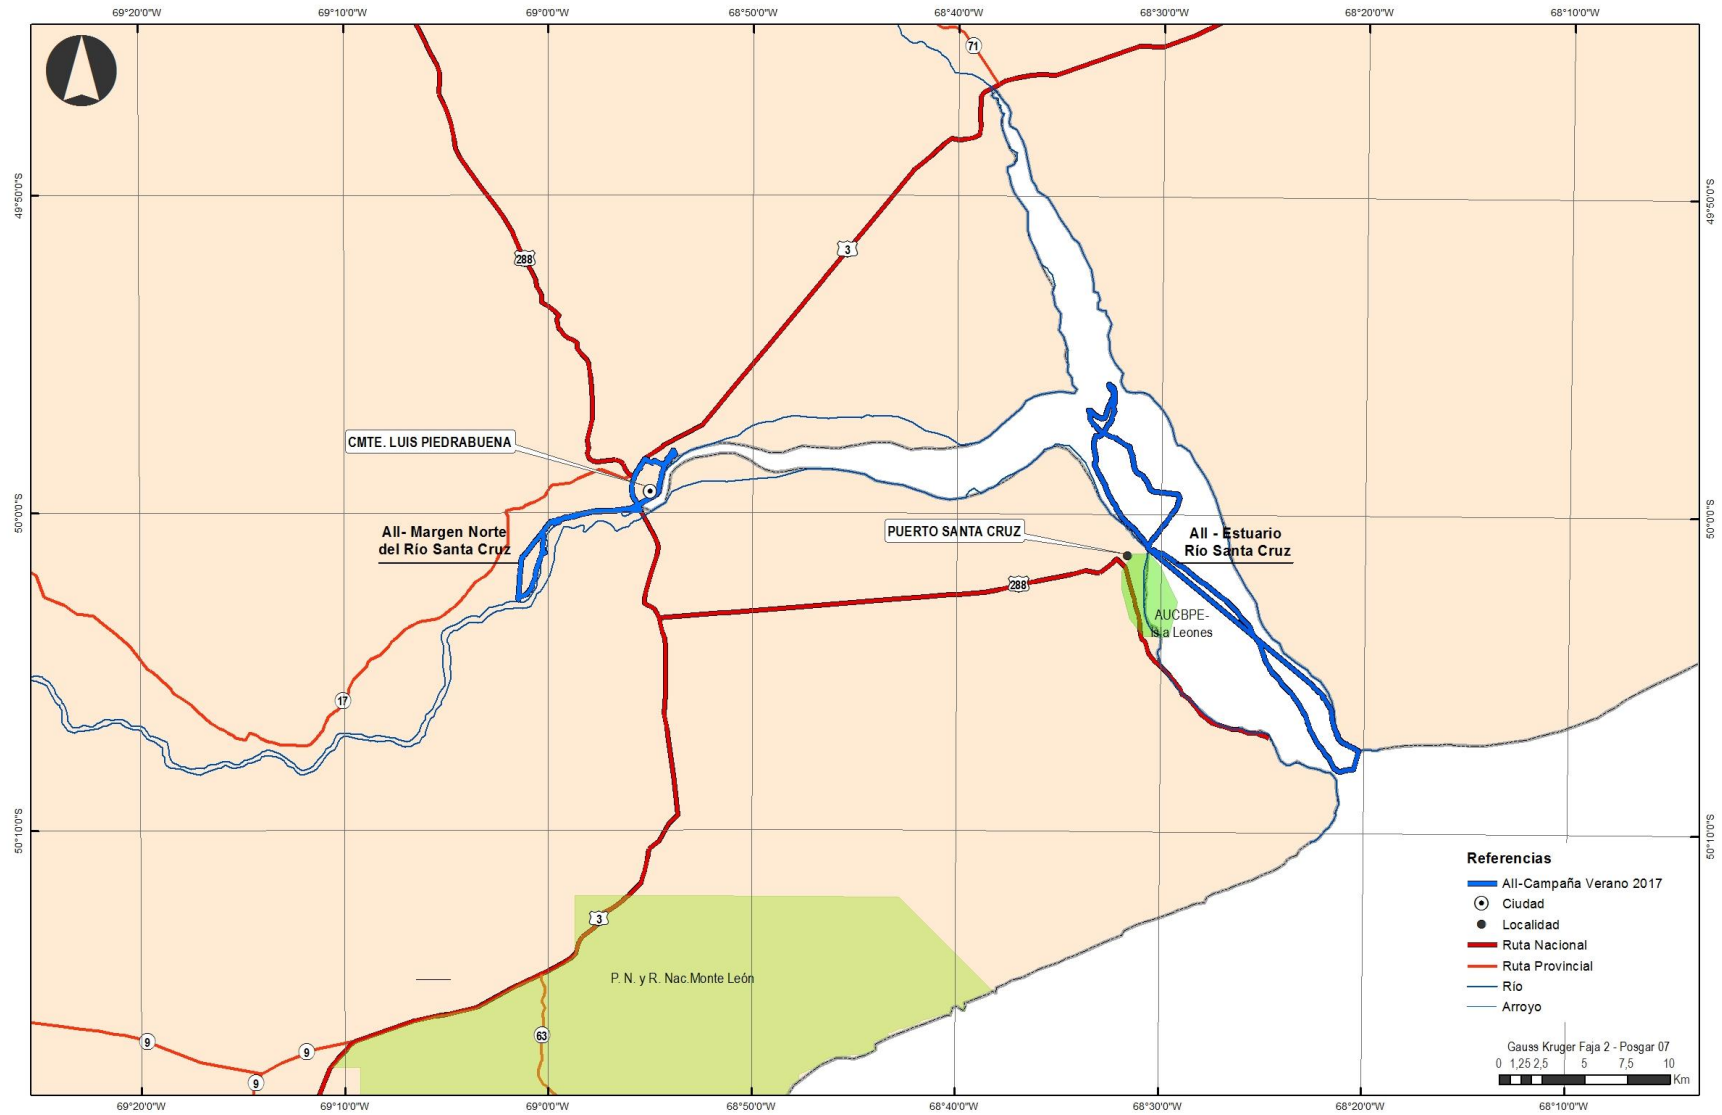 69°20'0"W
69°10'0"W
69°0'0"W
68°50'0"W
68°40'0"W
68°30'0"W
68°20'0"W
68°10'0"W
71
49°50'0"S
49°50'0"S
288
3
CMTE. LUIS PIEDRABUENA
50°0'0"S
50°0'0"S
All- Margen Norte
del Río Santa Cruz
PUERTO SANTA CRUZ
All - Estuario
Río Santa Cruz
288
AUCBPE-
Isla Leones
17
50°10'0"S
50°10'0"S
Referencias
All-Campaña Verano 2017
Ciudad
Localidad
Ruta Nacional
Ruta Provincial
Río
Arroyo
3
P. N. y R. Nac.Monte León
63
9
9
9
Gauss Kruger Faja 2 - Posgar 07
0 1,25 2,5 5 7,5 10
Km
69°20'0"W
69°10'0"W
69°0'0"W
68°50'0"W
68°40'0"W
68°30'0"W
68°20'0"W
68°10'0"W